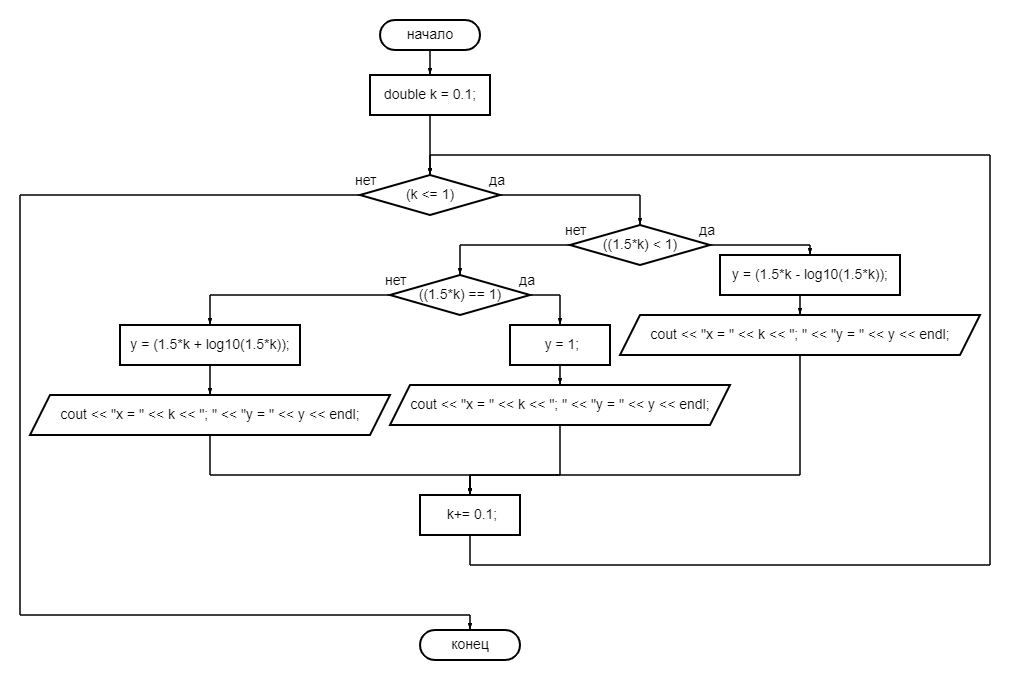 начало
double k = 0.1;
нет
да
(k <= 1)
нет
да
((1.5*k) < 1)
нет
да
((1.5*k) == 1)
y = (1.5*k - log10(1.5*k));
cout << "x = " << k << "; " << "y = " << y << endl;
y = (1.5*k + log10(1.5*k));
y = 1;
cout << "x = " << k << "; " << "y = " << y << endl;
cout << "x = " << k << "; " << "y = " << y << endl;
k+= 0.1;
конец